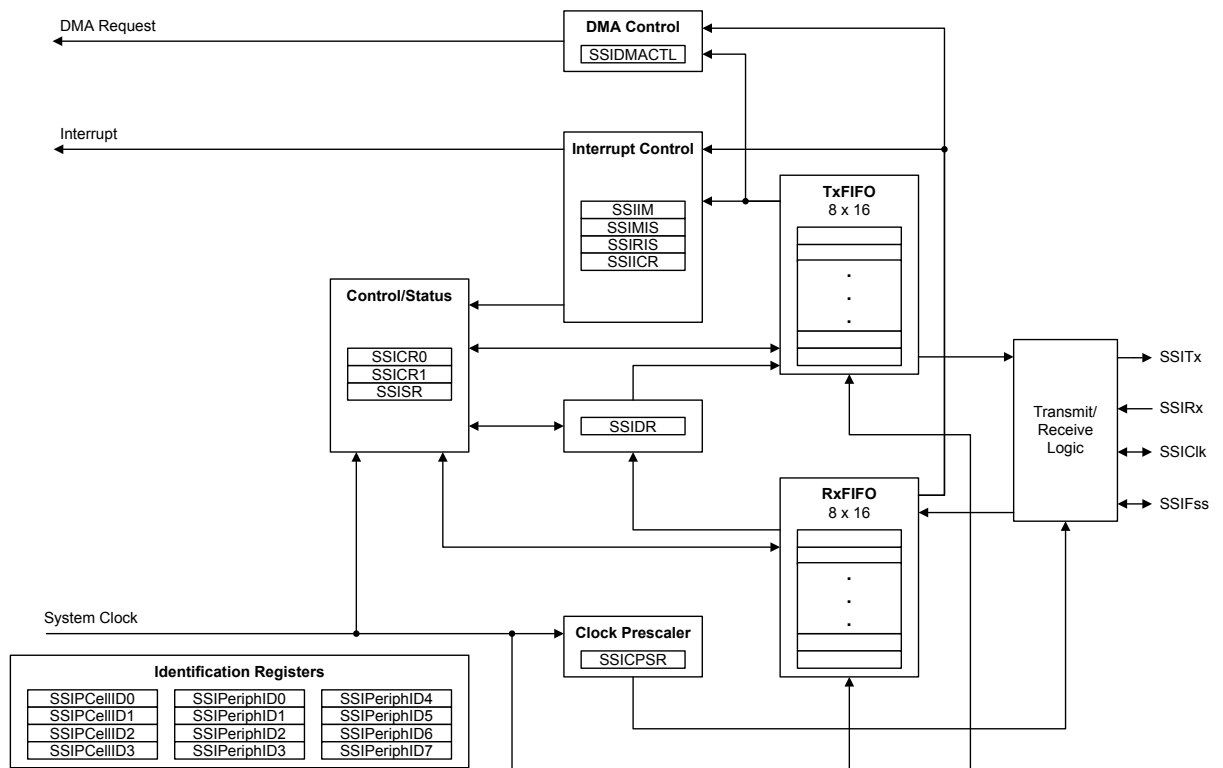 DMA Request
DMA Control
SSIDMACTL
Interrupt
Interrupt Control
SSIIM
SSIMIS
SSIRIS
SSIICR
TxFIFO
8 x 16
.
.
.
Control/Status
SSICR0
SSICR1
SSISR
SSIDR
Transmit/
Receive
Logic
SSITx
SSIRx
SSIClk
SSIFss
RxFIFO
8 x 16
.
.
.
System Clock
Clock Prescaler
SSICPSR
Identification Registers
SSIPCellID0
SSIPCellID1
SSIPCellID2
SSIPCellID3
SSIPeriphID0
SSIPeriphID1
SSIPeriphID2
SSIPeriphID3
SSIPeriphID4
SSIPeriphID5
SSIPeriphID6
SSIPeriphID7